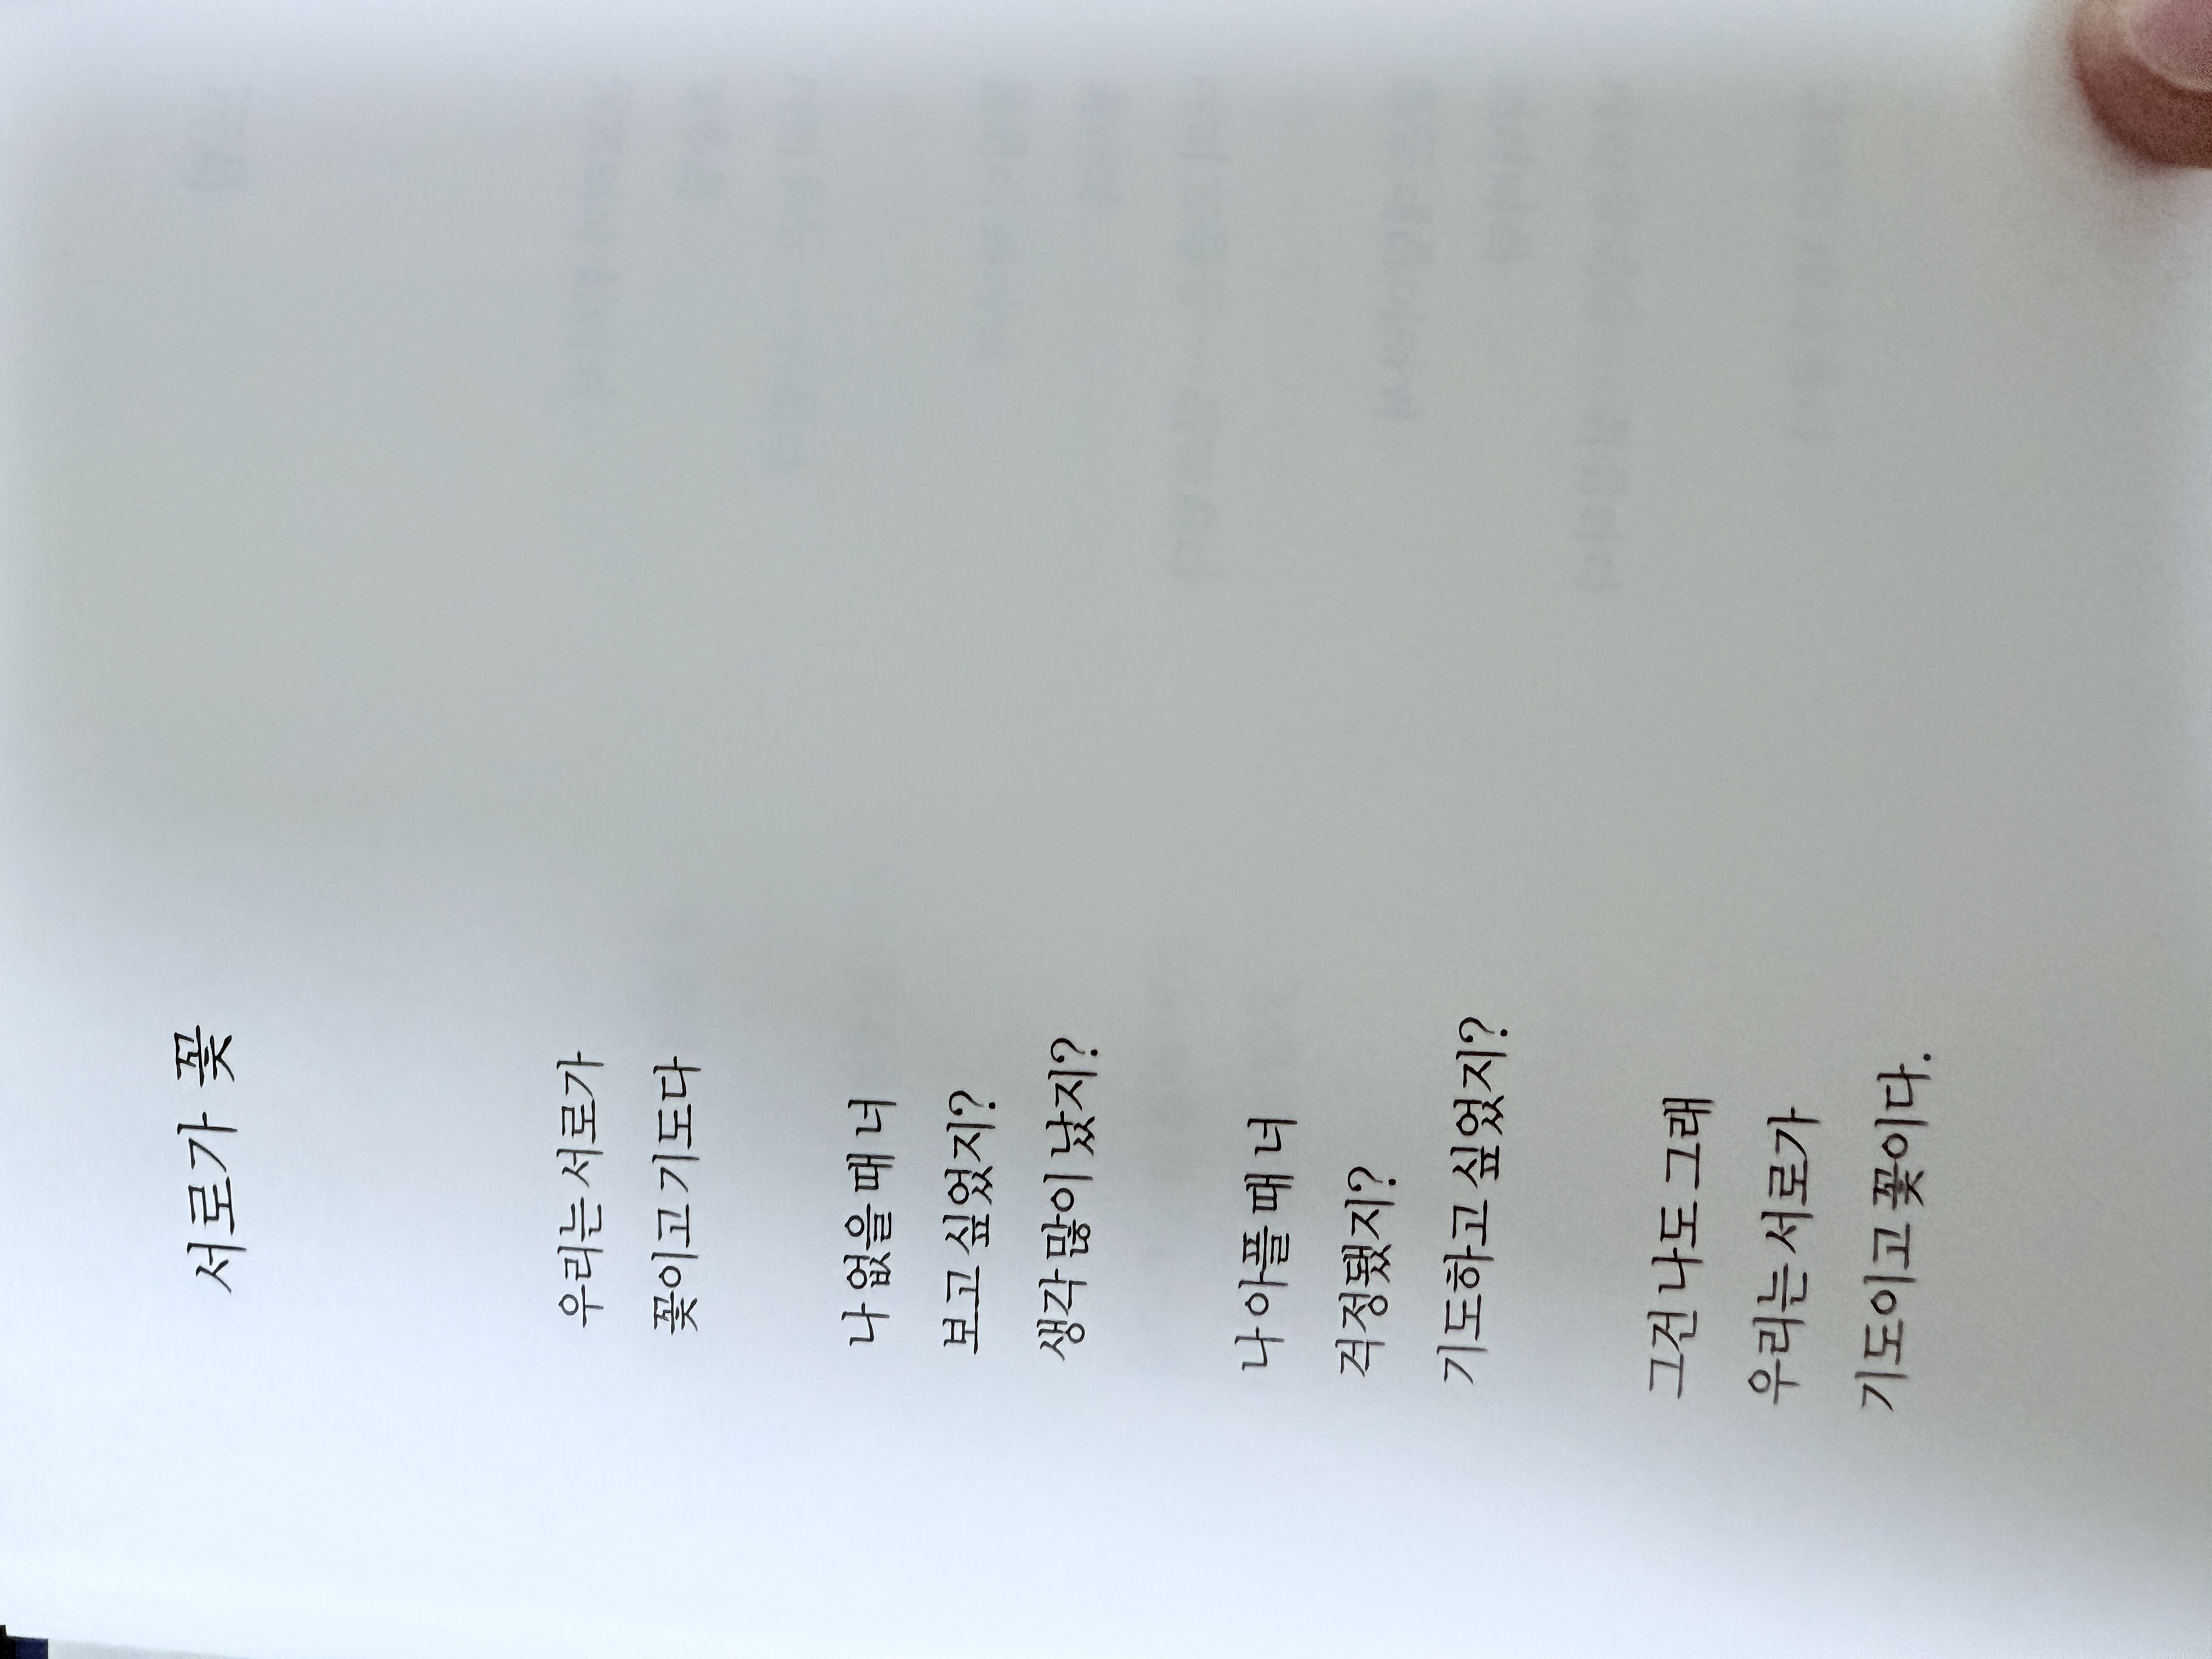 서로가 꽃
우리는 서로가
꽃이고 기도다
나 없을 때 너
보고 싶었지?
생각 많이 났지?
나 아플 때 너
걱정됐지?
기도하고 싶었지?
그건 나도 그래
우리는 서로가
기도이고 꽃이다.